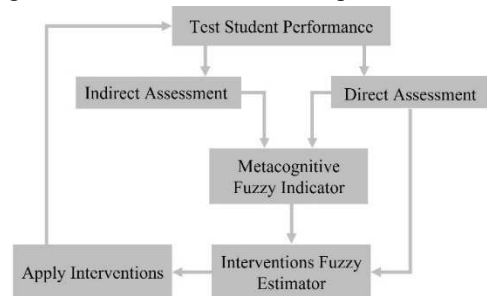 Test Student Performance
Indirect Assessment
Direct Assessment
Metacognitive
Fuzzy Indicator
Apply Interventions
Interventions Fuzzy
Estimator